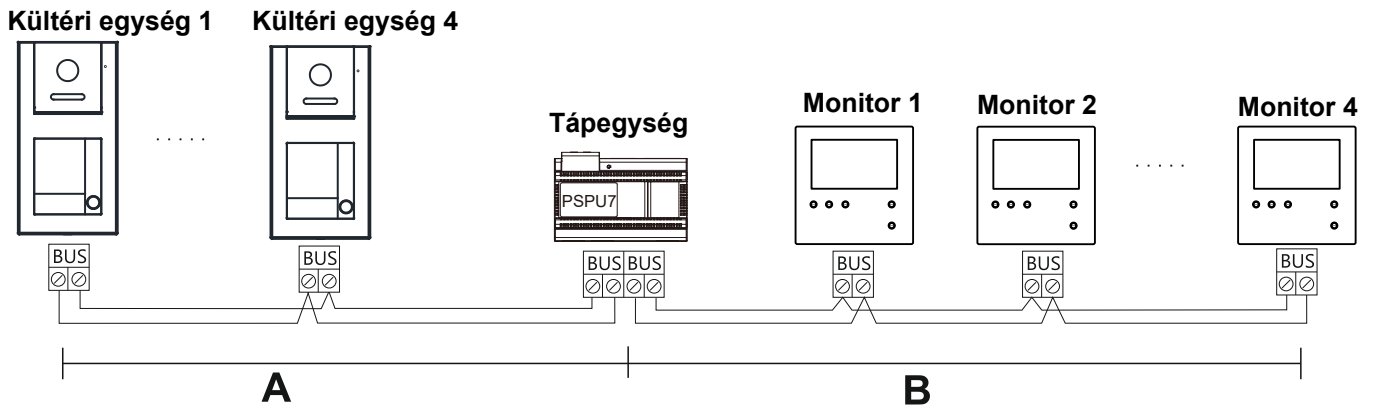 Kültéri egység 1 Kültéri egység 4
Monitor 1 Monitor 2 Monitor 4
Tápegység
PSPU7
BUS BUS BUS BUS BUS BUS BUS
A B